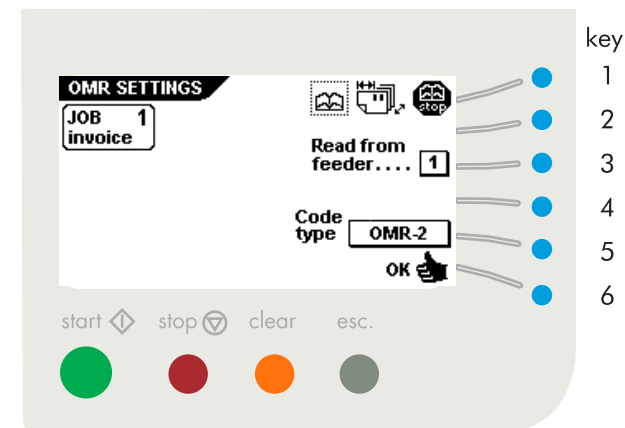 key
OMR SETTINGS
1
JOB 1
invoice
stop
2
Read from
feeder.... 1
3
4
Code
type OMR-2
5
OK
6
start stop clear esc.